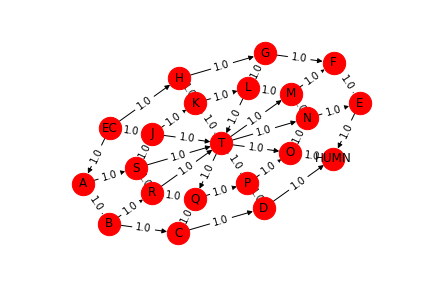 G
1.0 1.0
F
1.0
H
1.0
L 1.0 M 1.0
1.0 K 1.0 E
1.0 1.0
N 1.0
EC 1.0 J 1.0 1.0
T 1.0
1.0 1.0 O 1.0 HUMN
1.0
S 1.0
A 1.0 1.0 1.0 1.0
R 1.0 P 1.0
1.0 Q 1.0 1.0
1.0 D
1.0
B 1.0 C 1.0